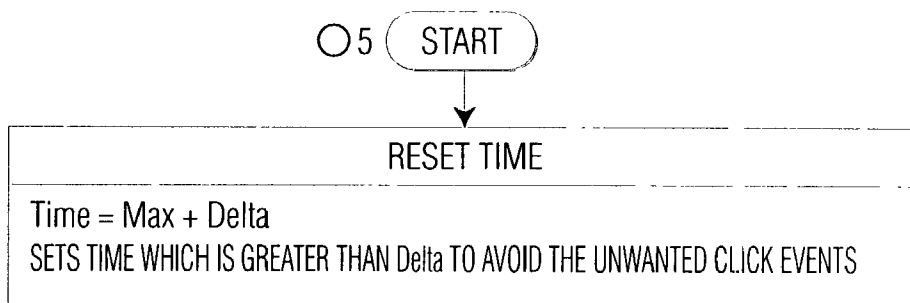 ○5 START
RESET TIME
Time = Max + Delta
SETS TIME WHICH IS GREATER THAN Delta TO AVOID THE UNWANTED CLICK EVENTS